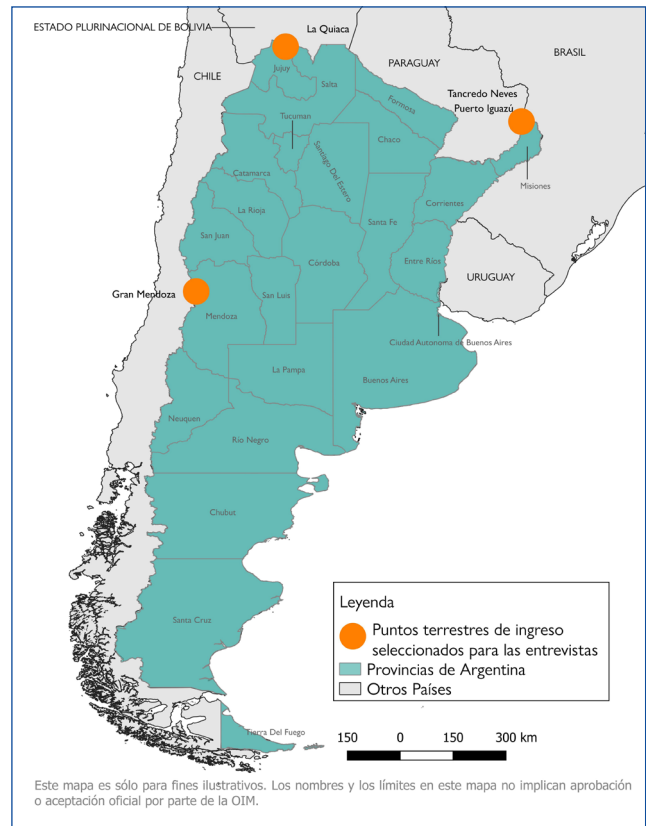 ESTADO PLURINACIONAL DE BOLIVIA
La Quiaca
BRASIL
PARAGUAY
CHILE
Jujuy
Salta
Tancredo Neves
Puerto Iguazú
Formosa
Tucuman
Chaco
Santiago Del Estero
Catamarca
Misiones
Corrientes
La Rioja
Santa Fe
San Juan
Córdoba
Entre Ríos
URUGUAY
Gran Mendoza
San Luis
Mendoza
Ciudad Autonoma de Buenos Aires
La Pampa
Buenos Aires
Neuquen
Rio Negro
Chubut
Santa Cruz
Tiarra Del Fuego
Leyenda
Puntos terrestres de ingreso
seleccionados para las entrevistas
Provincias de Argentina
Otros Países
150 0 150 300 km
Este mapa es sólo para fines ilustrativos. Los nombres y los límites en este mapa no implican aprobación
o aceptación oficial por parte de la OIM.